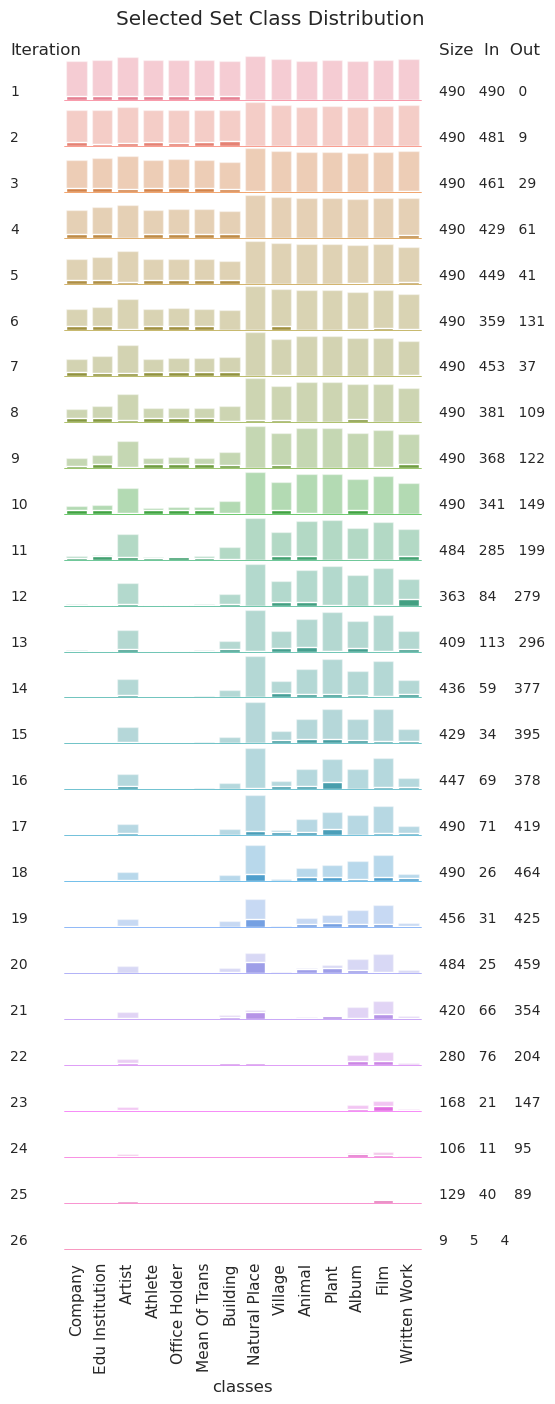 Selected Set Class Distribution
Iteration Size In Out
1 490 490 0
2 490 481 9
3 490 461 29
4 490 429 61
5 490 449 41
6 490 359 131
7 490 453 37
8 490 381 109
9 490 368 122
10 490 341 149
11 484 285 199
12 363 84 279
13 409 113 296
14 436 59 377
15 429 34 395
16 447 69 378
17 490 71 419
18 490 26 464
19 456 31 425
20 484 25 459
21 420 66 354
22 280 76 204
23 168 21 147
24 106 11 95
25 129 40 89
26 9 5 4
Company
Edu Institution
Artist
Athlete
Office Holder
Mean Of Trans
Building
Natural Place
Village
Animal
Plant
Album
Film
Written Work
classes